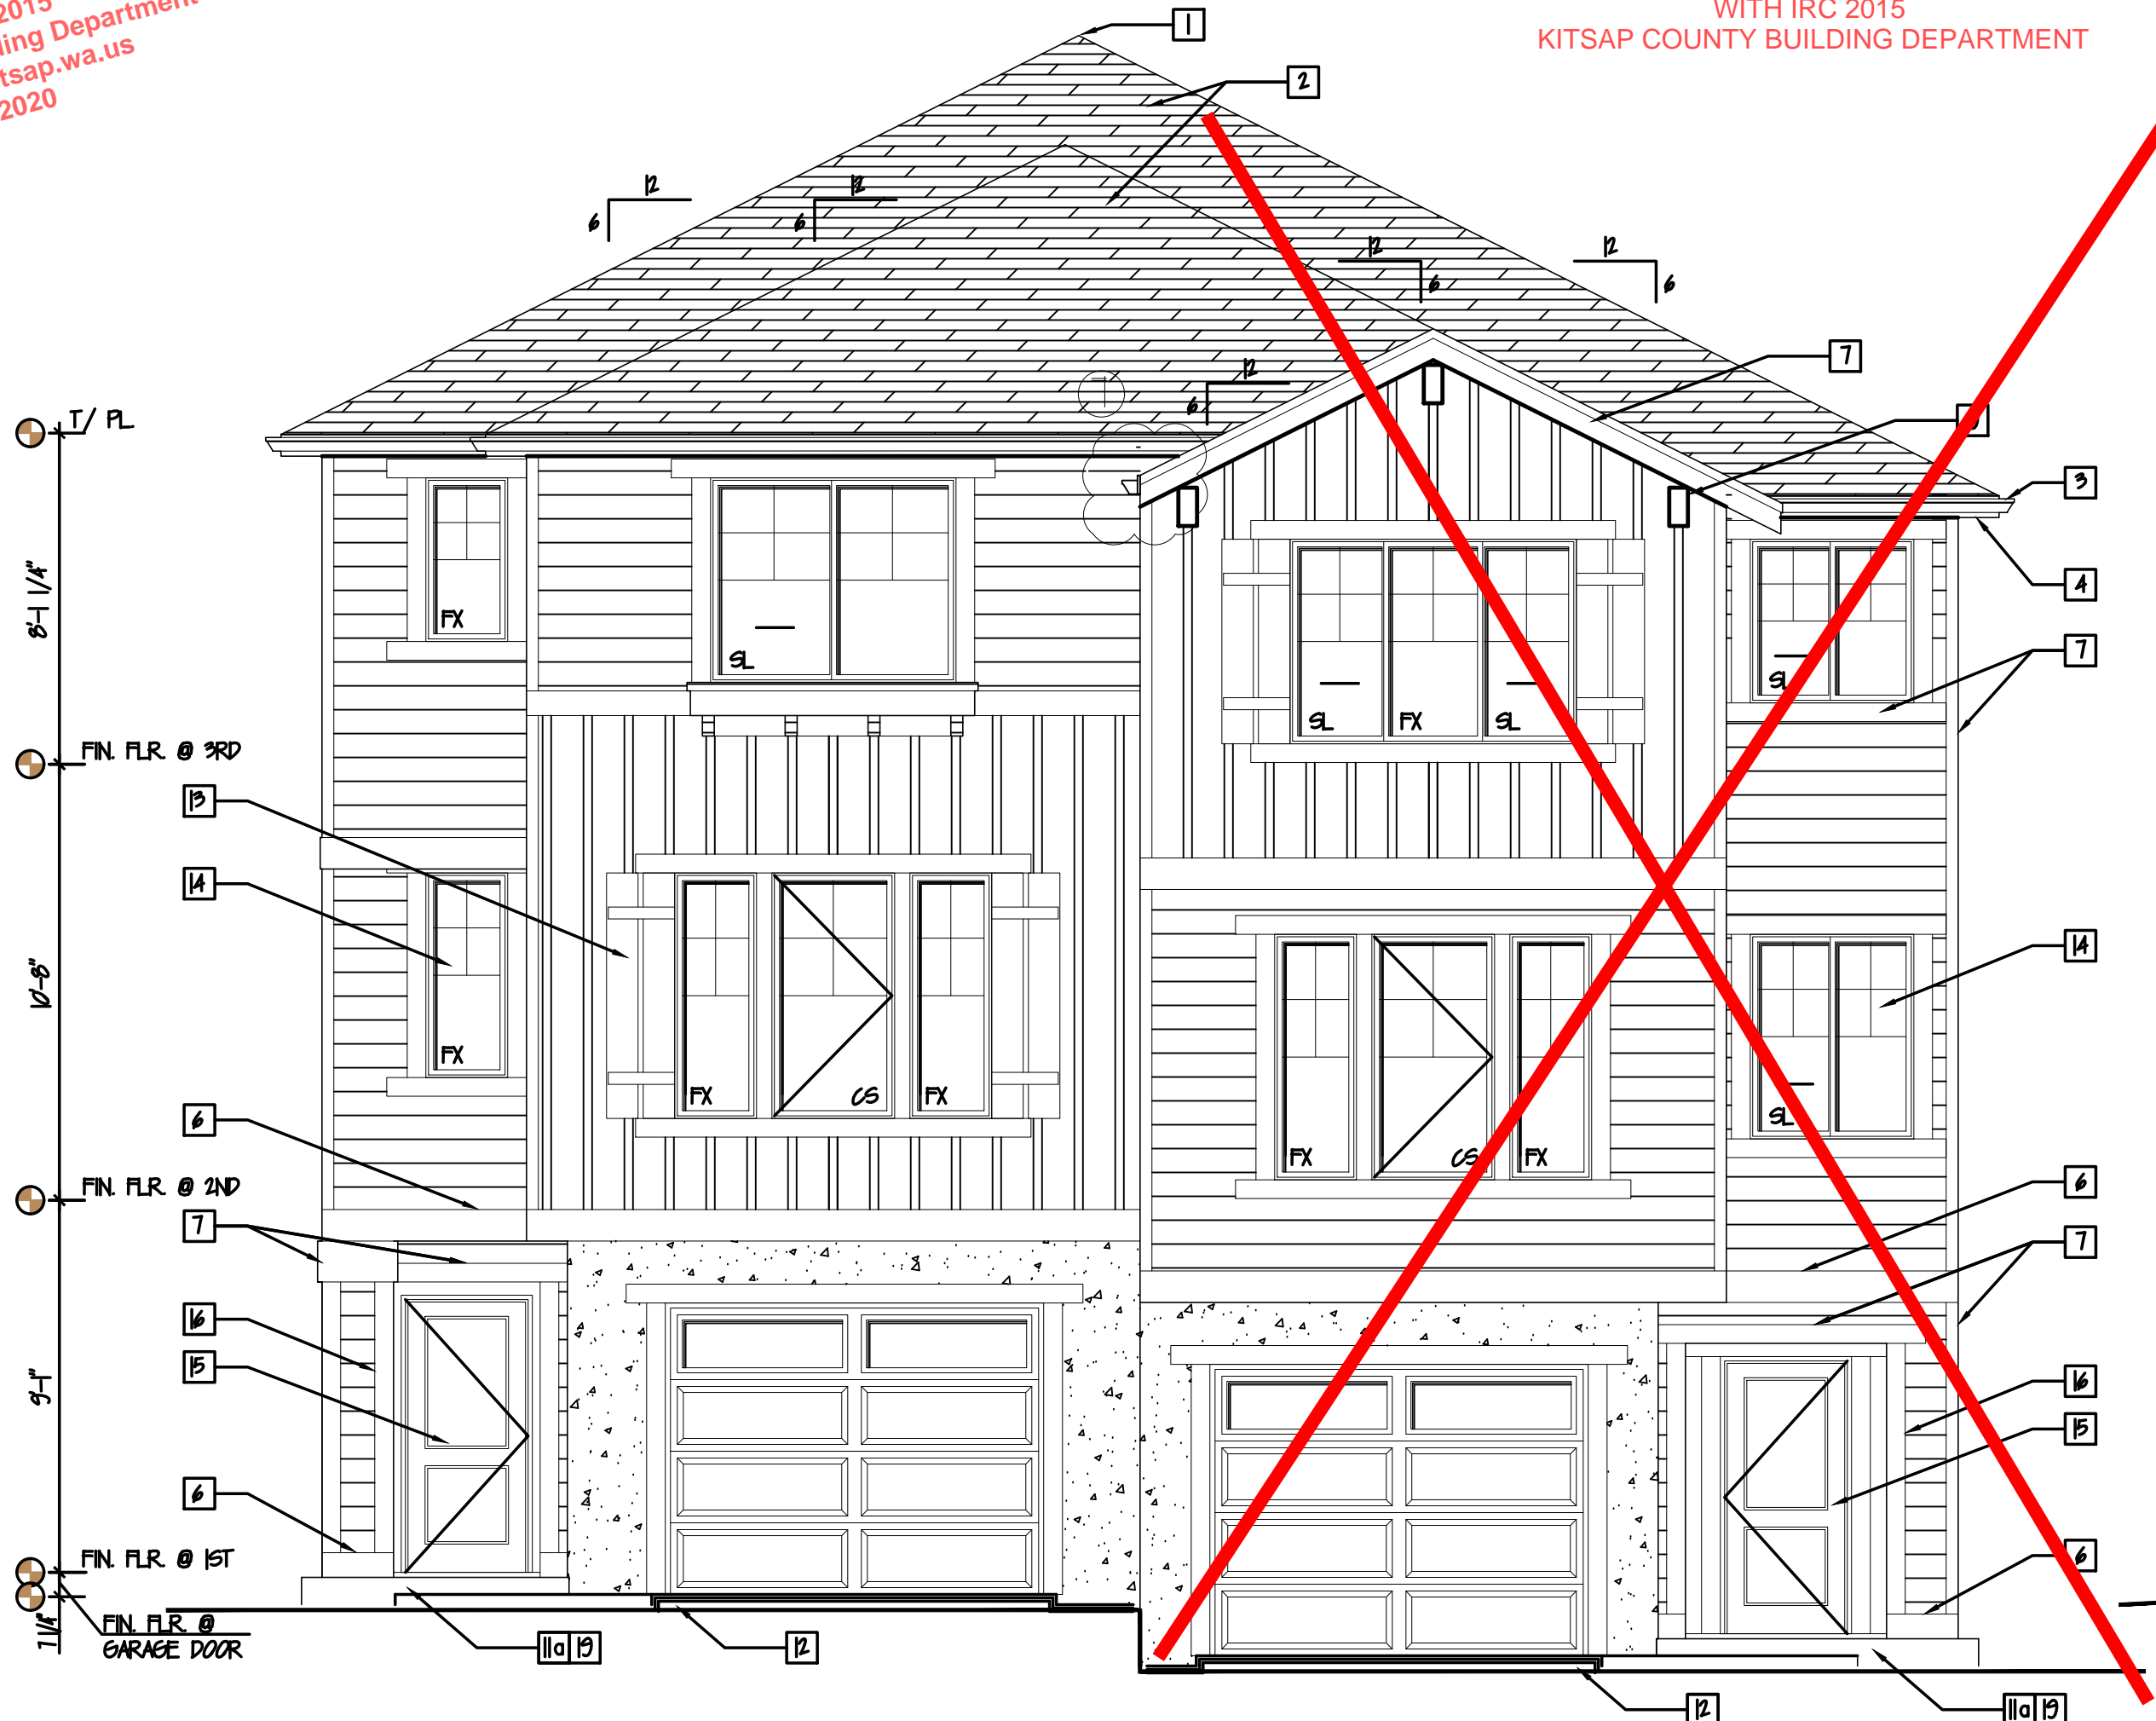 2015
ling Department
tsap.wa.us
2020
WITH IRC 2015
KITSAP COUNTY BUILDING DEPARTMENT
1
2
12
6
12
6
12
6
12
6
12
6
7
3
4
7
T/ PL
8'-1 1/4"
FX
SL
SL
FX
SL
SL
FIN. FLR. @ 3RD
13
14
14
10'-8"
FX
FX
CS
FX
FX
CS
FX
SL
6
6
FIN. FLR. @ 2ND
7
7
16
15
16
15
9'-1"
6
6
FIN. FLR. @ 1ST
7 1/4"
FIN. FLR. @
GARAGE DOOR
11a 19
12
12
11a 19